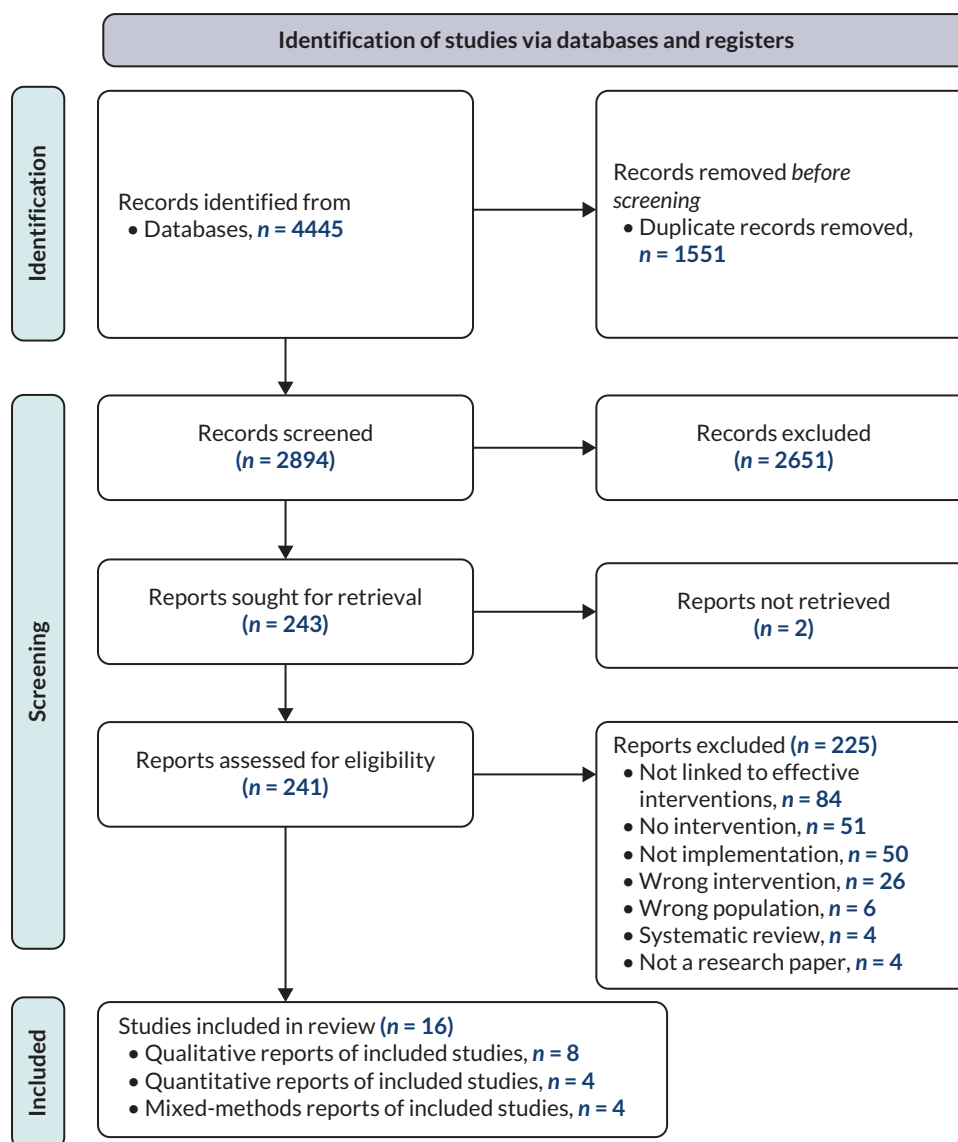 Identification of studies via databases and registers
Identification
Records identified from
• Databases, n = 4445
Records removed before
screening
• Duplicate records removed,
n = 1551
Screening
Records screened
(n = 2894)
Records excluded
(n = 2651)
Reports sought for retrieval
(n = 243)
Reports not retrieved
(n = 2)
Reports assessed for eligibility
(n = 241)
Reports excluded (n = 225)
• Not linked to effective
interventions, n = 84
• No intervention, n = 51
• Not implementation, n = 50
• Wrong intervention, n = 26
• Wrong population, n = 6
• Systematic review, n = 4
• Not a research paper, n = 4
Included
Studies included in review (n = 16)
• Qualitative reports of included studies, n = 8
• Quantitative reports of included studies, n = 4
• Mixed-methods reports of included studies, n = 4